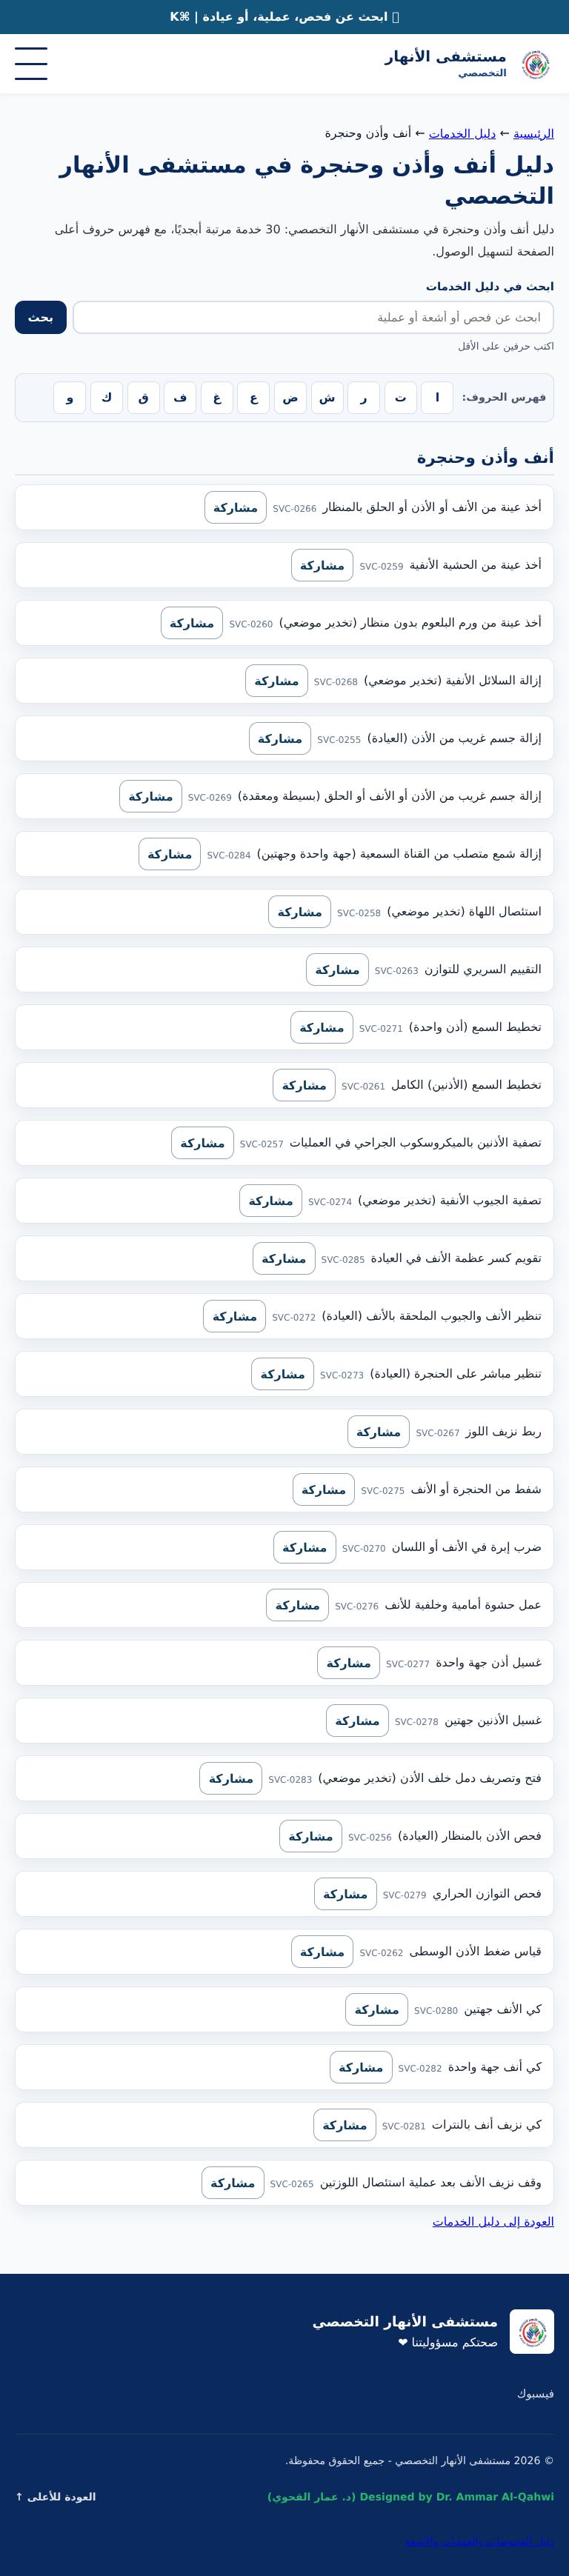 ابحث عن فحص، عملية، أو عيادة | ⌘K
مستشفى الأنهار
التخصصي
الرئيسية ← دليل الخدمات ← أنف وأذن وحنجرة
دليل أنف وأذن وحنجرة في مستشفى الأنهار
التخصصي
دليل أنف وأذن وحنجرة في مستشفى الأنهار التخصصي: 30 خدمة مرتبة أبجديًا، مع فهرس حروف أعلى
الصفحة لتسهيل الوصول.
ابحث في دليل الخدمات
ابحث عن فحص أو أشعة أو عملية
بحث
اكتب حرفين على الأقل
فهرس الحروف: ا ت ر ش ض ع غ ف ق ك و
أنف وأذن وحنجرة
أخذ عينة من الأنف أو الأذن أو الحلق بالمنظار SVC-0266 مشاركة
أخذ عينة من الحشية الأنفية SVC-0259 مشاركة
أخذ عينة من ورم البلعوم بدون منظار (تخدير موضعي) SVC-0260 مشاركة
إزالة السلائل الأنفية (تخدير موضعي) SVC-0268 مشاركة
إزالة جسم غريب من الأذن (العيادة) SVC-0255 مشاركة
إزالة جسم غريب من الأذن أو الأنف أو الحلق (بسيطة ومعقدة) SVC-0269 مشاركة
إزالة شمع متصلب من القناة السمعية (جهة واحدة وجهتين) SVC-0284 مشاركة
استئصال اللهاة (تخدير موضعي) SVC-0258 مشاركة
التقييم السريري للتوازن SVC-0263 مشاركة
تخطيط السمع (أذن واحدة) SVC-0271 مشاركة
تخطيط السمع (الأذنين) الكامل SVC-0261 مشاركة
تصفية الأذنين بالميكروسكوب الجراحي في العمليات SVC-0257 مشاركة
تصفية الجيوب الأنفية (تخدير موضعي) SVC-0274 مشاركة
تقويم كسر عظمة الأنف في العيادة SVC-0285 مشاركة
تنظير الأنف والجيوب الملحقة بالأنف (العيادة) SVC-0272 مشاركة
تنظير مباشر على الحنجرة (العيادة) SVC-0273 مشاركة
ربط نزيف اللوز SVC-0267 مشاركة
شفط من الحنجرة أو الأنف SVC-0275 مشاركة
ضرب إبرة في الأنف أو اللسان SVC-0270 مشاركة
عمل حشوة أمامية وخلفية للأنف SVC-0276 مشاركة
غسيل أذن جهة واحدة SVC-0277 مشاركة
غسيل الأذنين جهتين SVC-0278 مشاركة
فتح وتصريف دمل خلف الأذن (تخدير موضعي) SVC-0283 مشاركة
فحص الأذن بالمنظار (العيادة) SVC-0256 مشاركة
فحص التوازن الحراري SVC-0279 مشاركة
قياس ضغط الأذن الوسطى SVC-0262 مشاركة
كي الأنف جهتين SVC-0280 مشاركة
كي أنف جهة واحدة SVC-0282 مشاركة
كي نزيف أنف بالنترات SVC-0281 مشاركة
وقف نزيف الأنف بعد عملية استئصال اللوزتين SVC-0265 مشاركة
العودة إلى دليل الخدمات
مستشفى الأنهار التخصصي
صحتكم مسؤوليتنا ❤
فيسبوك
© 2026 مستشفى الأنهار التخصصي - جميع الحقوق محفوظة.
Designed by Dr. Ammar Al-Qahwi (د. عمار القحوي)
العودة للأعلى ↑